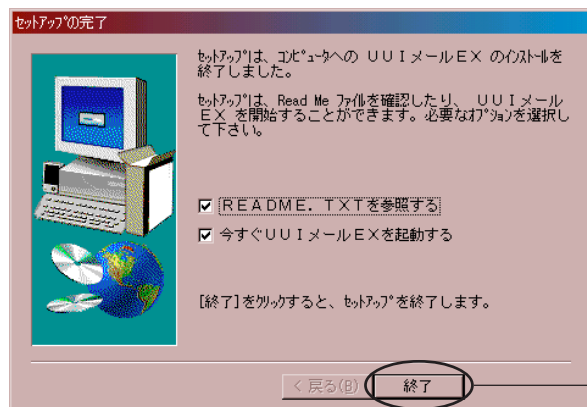 ｾｯﾄｱｯﾌﾟの完了
ｾｯﾄｱｯﾌﾟは、ｺﾝﾋﾟｭｰﾀへの ＵＵＩメールＥＸ のｲﾝｽﾄｰﾙを
終了しました。
ｾｯﾄｱｯﾌﾟは、Read Me ﾌｧｲﾙを確認したり、 ＵＵＩメール
ＥＸ を開始することができます。必要なｵﾌﾟｼｮﾝを選択し
て下さい。
ＲＥＡＤＭＥ．ＴＸＴを参照する
今すぐＵＵＩメールＥＸを起動する
[終了]をｸﾘｯｸすると、ｾｯﾄｱｯﾌﾟを終了します。
< 戻る(B)
終了